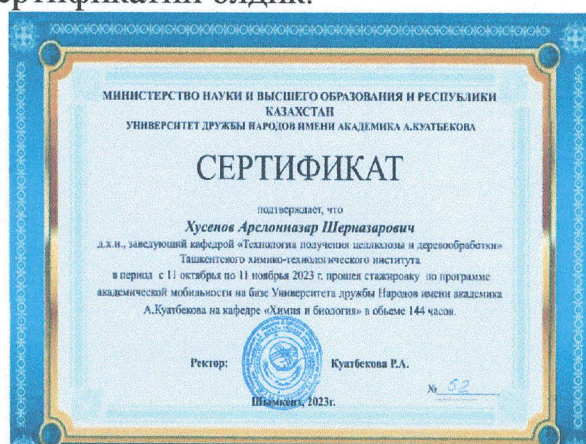 сертификатни олдик.
МИНИСТЕРСТВО НАУКИ И ВЫСШЕГО ОБРАЗОВАНИЯ И РЕСПУБЛИКИ
КАЗАХСТАН
УНИВЕРСИТЕТ ДРУЖБЫ НАРОДОВ ИМЕНИ АКАДЕМИКА А.КУАТБЕКОВА
СЕРТИФИКАТ
подтверждает, что
Хусенов Арслонназар Шерназарович
д.х.н., заведующий кафедрой «Технология получения целлюлозы и деревообработки»
Ташкентского химико-технологического института
в период с 11 октября по 11 ноября 2023 г. прошел стажировку по программе
академической мобильности на базе Университета дружбы Народов имени академика
А.Куатбекова на кафедре «Химия и биология» в объеме 144 часов.
Ректор: Куатбекова Р.А.
№ 52
Шымкент, 2023г.